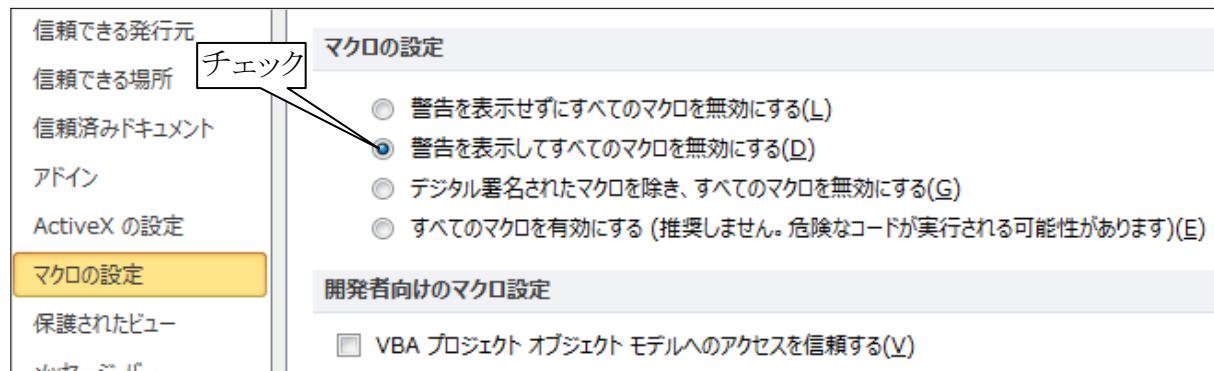 信頼できる発行元
信頼できる場所
信頼済みドキュメント
アドイン
ActiveX の設定
マクロの設定
保護されたビュー
チェック
マクロの設定
警告を表示せずにすべてのマクロを無効にする(L)
警告を表示してすべてのマクロを無効にする(D)
デジタル署名されたマクロを除き、すべてのマクロを無効にする(G)
すべてのマクロを有効にする (推奨しません。危険なコードが実行される可能性があります)(E)
開発者向けのマクロ設定
VBA プロジェクト オブジェクト モデルへのアクセスを信頼する(V)